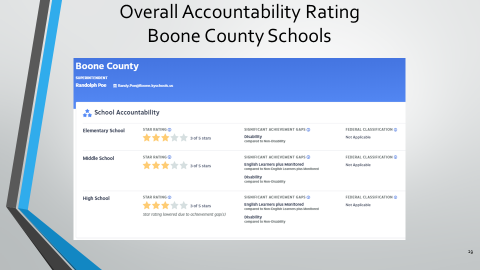 Overall Accountability Rating
Boone County Schools
Boone County
SUPERINTENDENT
Randolph Poe
School Accountability
Elementary School
STAR RATING
3 of 5 stars
SIGNIFICANT ACHIEVEMENT GAPS
Disability
compared to Non-Disability
FEDERAL CLASSIFICATION
Not Applicable
Middle School
STAR RATING
3 of 5 stars
SIGNIFICANT ACHIEVEMENT GAPS
English Learners plus Monitored
compared to Non-English Learners plus Monitored
Disability
compared to Non-Disability
FEDERAL CLASSIFICATION
Not Applicable
High School
STAR RATING
3 of 5 stars
Star rating lowered due to achievement gap(s)
SIGNIFICANT ACHIEVEMENT GAPS
English Learners plus Monitored
compared to Non-English Learners plus Monitored
Disability
compared to Non-Disability
FEDERAL CLASSIFICATION
Not Applicable